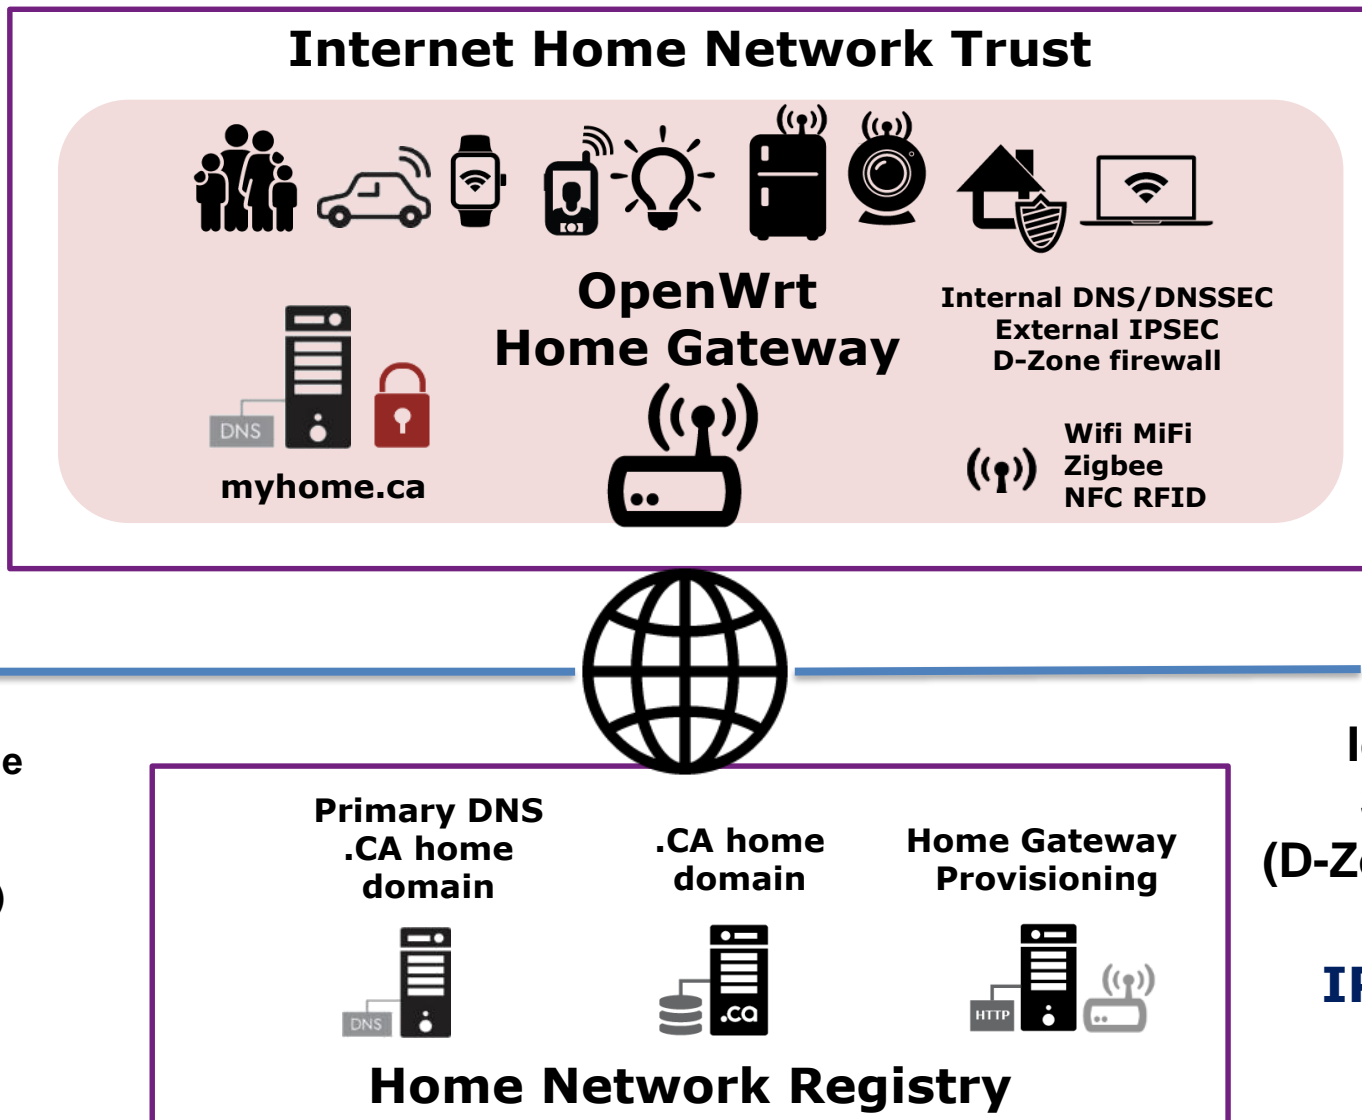 Internet Home Network Trust
OpenWrt
Home Gateway
Internal DNS/DNSSEC
External IPSEC
D-Zone firewall
DNS
myhome.ca
Wifi MiFi
Zigbee
NFC RFID
e
)
Primary DNS
.CA home
domain
.CA home
domain
Home Gateway
Provisioning
DNS
.ca
HTTP
Home Network Registry